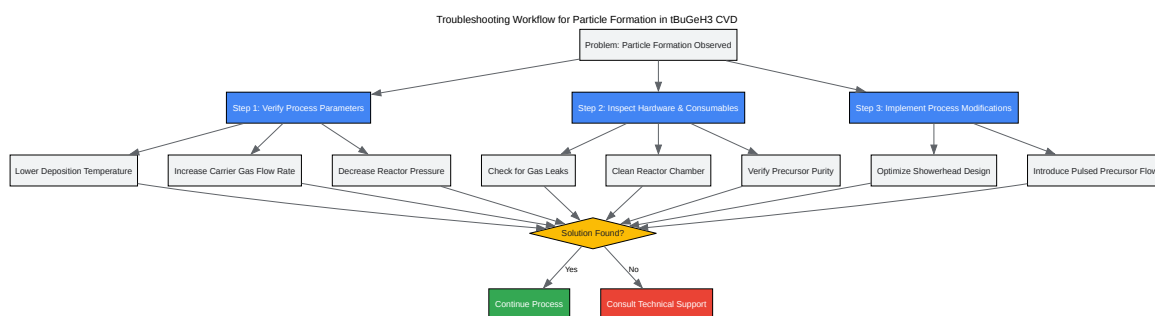 Troubleshooting Workflow for Particle Formation in tBuGeH3 CVD
Problem: Particle Formation Observed
Step 1: Verify Process Parameters
Step 2: Inspect Hardware & Consumables
Step 3: Implement Process Modifications
Lower Deposition Temperature
Increase Carrier Gas Flow Rate
Decrease Reactor Pressure
Check for Gas Leaks
Clean Reactor Chamber
Verify Precursor Purity
Optimize Showerhead Design
Introduce Pulsed Precursor Flow
Solution Found?
Yes
No
Continue Process
Consult Technical Support